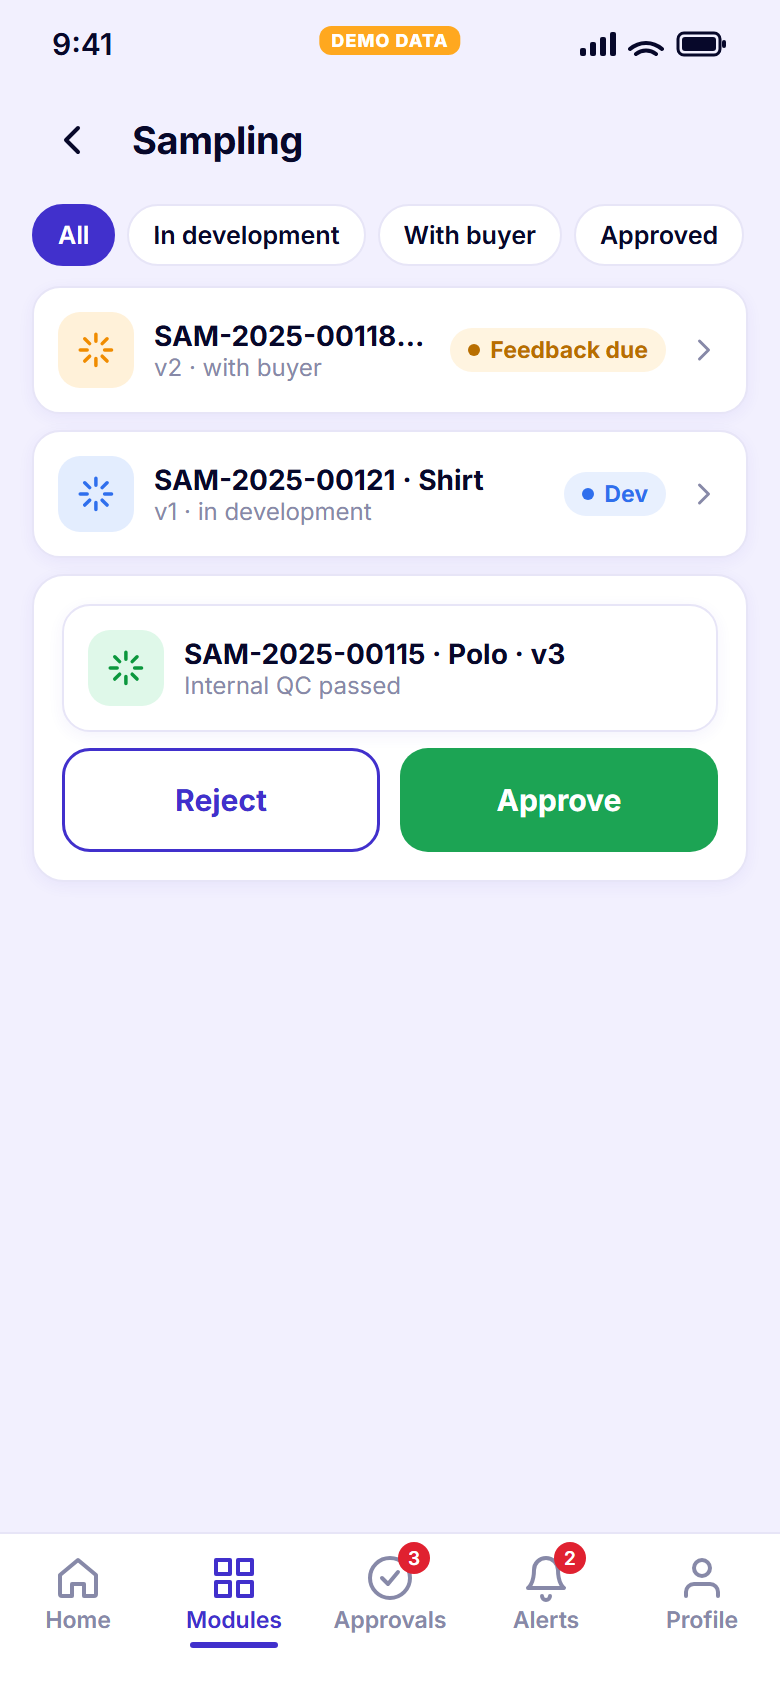 9:41
DEMO DATA
Sampling
All
In development
With buyer
Approved
SAM-2025-00118...
v2 · with buyer
Feedback due
SAM-2025-00121 · Shirt
v1 · in development
Dev
SAM-2025-00115 · Polo · v3
Internal QC passed
Reject
Approve
3
2
Home
Modules
Approvals
Alerts
Profile